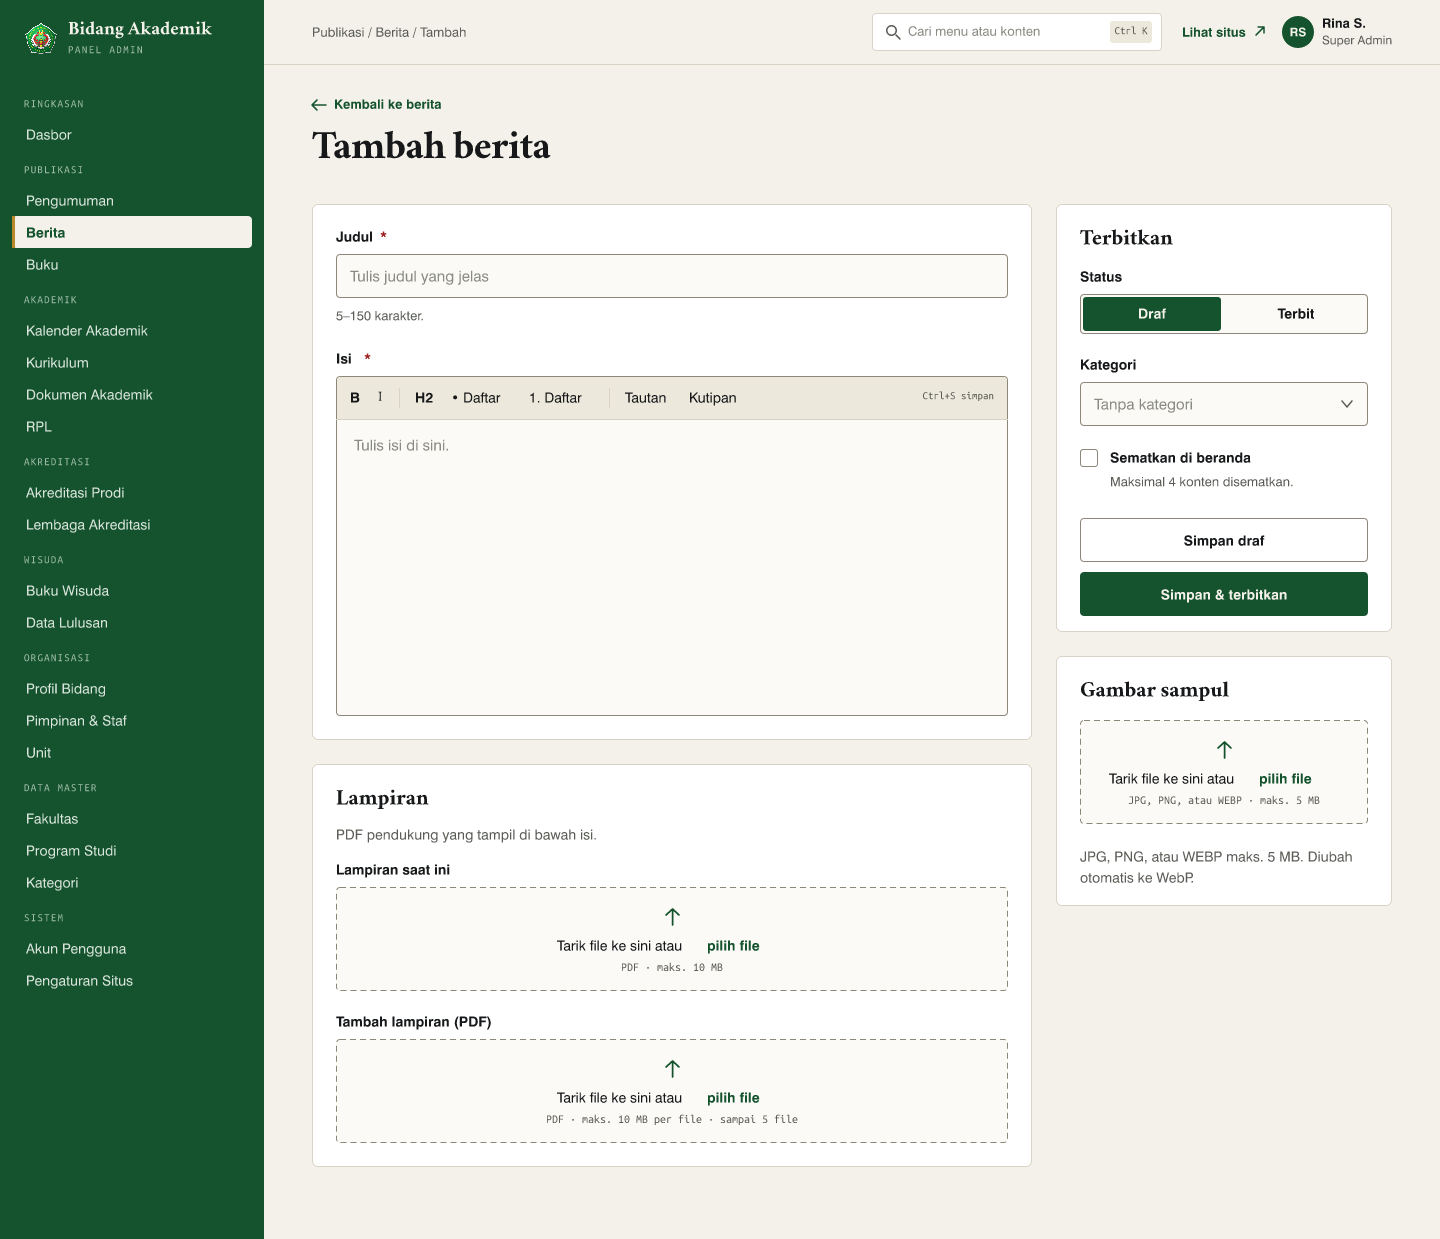 Bidang Akademik
PANEL ADMIN
RINGKASAN
Dasbor
PUBLIKASI
Pengumuman
Berita
Buku
AKADEMIK
Kalender Akademik
Kurikulum
Dokumen Akademik
RPL
AKREDITASI
Akreditasi Prodi
Lembaga Akreditasi
WISUDA
Buku Wisuda
Data Lulusan
ORGANISASI
Profil Bidang
Pimpinan & Staf
Unit
DATA MASTER
Fakultas
Program Studi
Kategori
SISTEM
Akun Pengguna
Pengaturan Situs
Publikasi / Berita / Tambah
Cari menu atau konten Ctrl K
Lihat situs
RS
Rina S.
Super Admin
Kembali ke berita
Tambah berita
Judul *
Tulis judul yang jelas
5–150 karakter.
Isi *
B I H2 • Daftar 1. Daftar Tautan Kutipan Ctrl+S simpan
Tulis isi di sini.
Lampiran
PDF pendukung yang tampil di bawah isi.
Lampiran saat ini
Tarik file ke sini atau pilih file
PDF · maks. 10 MB
Tambah lampiran (PDF)
Tarik file ke sini atau pilih file
PDF · maks. 10 MB per file · sampai 5 file
Terbitkan
Status
Draf Terbit
Kategori
Tanpa kategori
Sematkan di beranda
Maksimal 4 konten disematkan.
Simpan draf
Simpan & terbitkan
Gambar sampul
Tarik file ke sini atau pilih file
JPG, PNG, atau WEBP · maks. 5 MB
JPG, PNG, atau WEBP maks. 5 MB. Diubah
otomatis ke WebP.